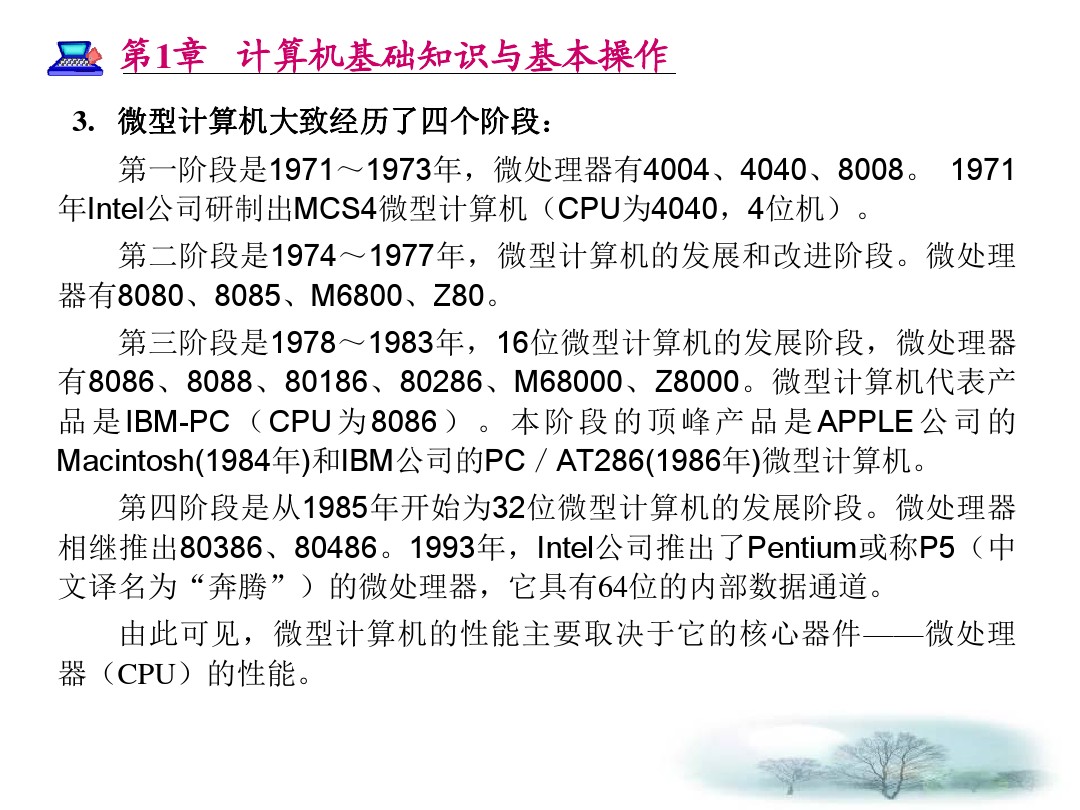 第1章 计算机基础知识与基本操作
3. 微型计算机大致经历了四个阶段：
第一阶段是1971～1973年，微处理器有4004、4040、8008。 1971
年Intel公司研制出MCS4微型计算机（CPU为4040，4位机）。
第二阶段是1974～1977年，微型计算机的发展和改进阶段。微处理
器有8080、8085、M6800、Z80。
第三阶段是1978～1983年，16位微型计算机的发展阶段，微处理器
有8086、8088、80186、80286、M68000、Z8000。微型计算机代表产
品是IBM-PC（CPU为8086）。本阶段的顶峰产品是APPLE公司的
Macintosh(1984年)和IBM公司的PC／AT286(1986年)微型计算机。
第四阶段是从1985年开始为32位微型计算机的发展阶段。微处理器
相继推出80386、80486。1993年，Intel公司推出了Pentium或称P5（中
文译名为“奔腾”）的微处理器，它具有64位的内部数据通道。
由此可见，微型计算机的性能主要取决于它的核心器件——微处理
器（CPU）的性能。